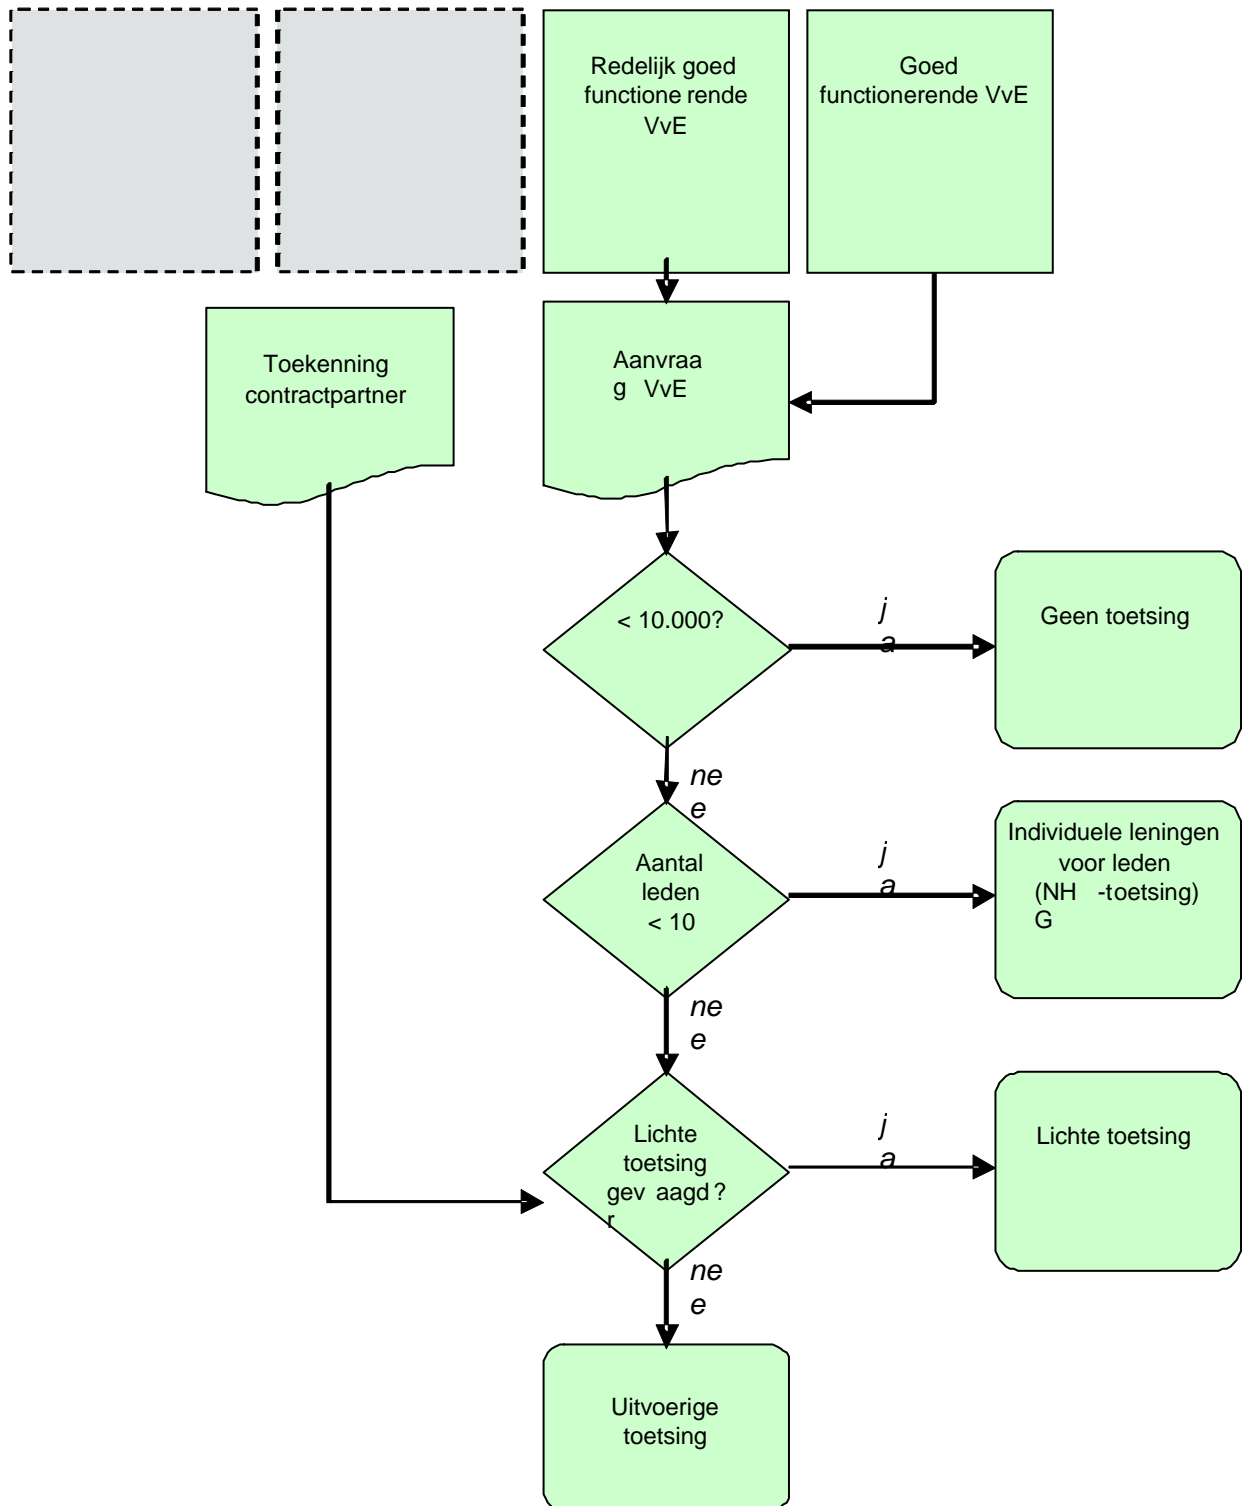 Redelijk goed
functione rende
VvE
Goed
functionerende VvE
Toekenning
contractpartner
Aanvraa
g VvE
< 10.000?
j
a
Geen toetsing
ne
e
Aantal
leden
< 10
j
a
Individuele leningen
voor leden
(NH -toetsing)
G
ne
e
Lichte
toetsing
gev aagd ?
r
j
a
Lichte toetsing
ne
e
Uitvoerige
toetsing